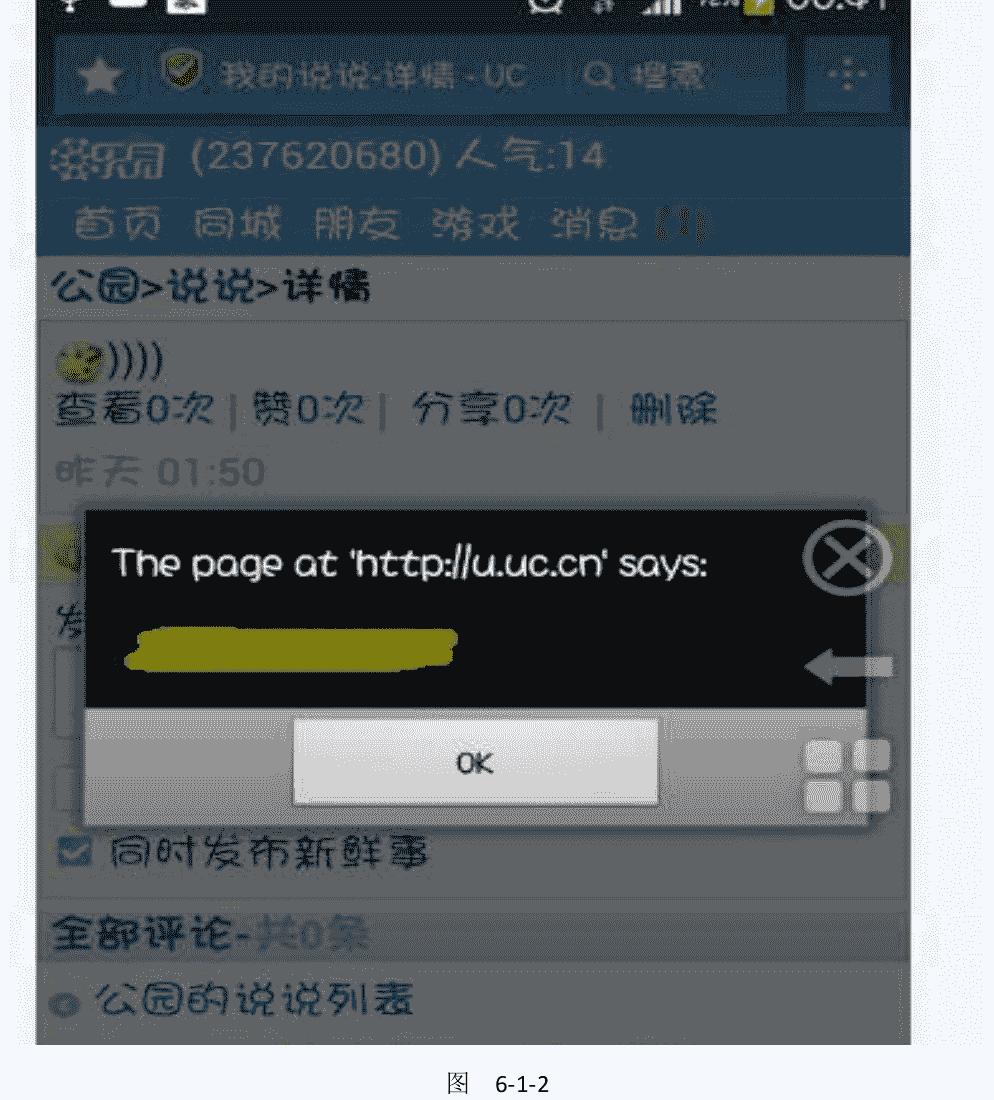 我的说说-详情 - UC 搜索
乐园 (237620680) 人气:14
首页 同城 朋友 游戏 消息
公园>说说>详情
))))
查看0次 | 赞0次 | 分享0次 | 删除
昨天 01:50
The page at 'http://u.uc.cn' says:
发
OK
同时发布新鲜事
全部评论-共0条
公园的说说列表
图 6-1-2